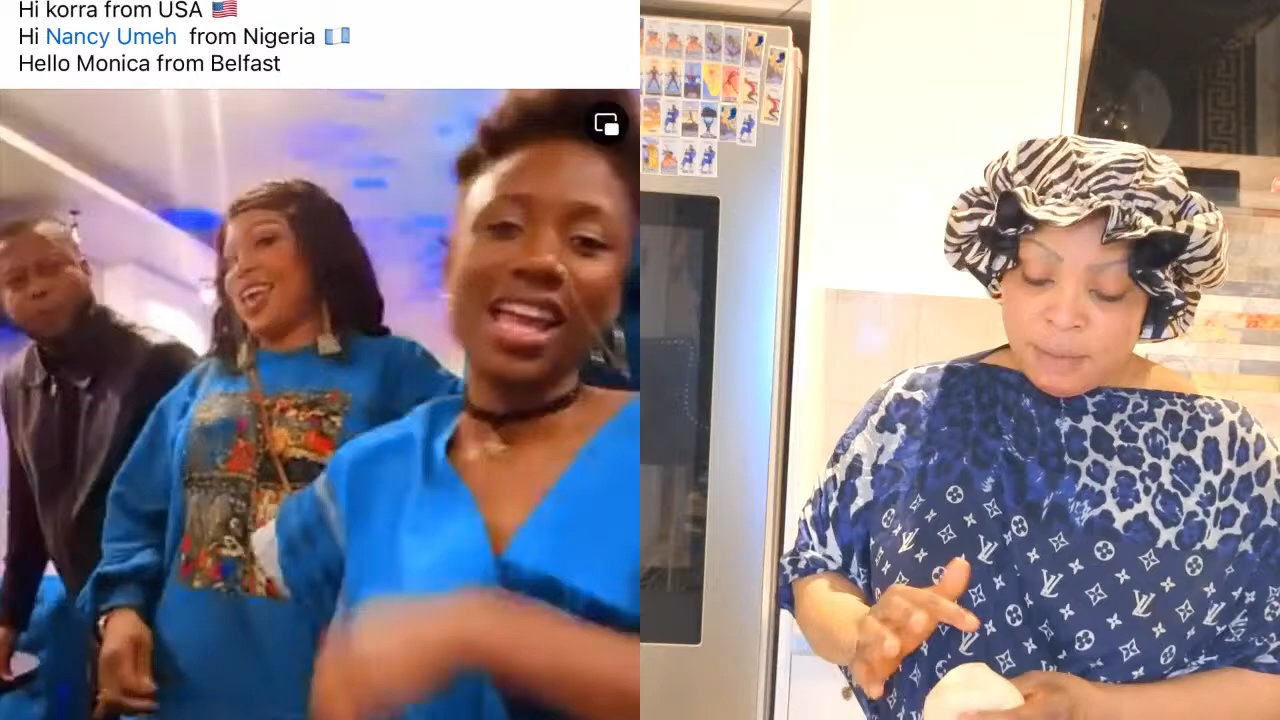 Hi korra from USA 🇺🇸
Hi Nancy Umeh from Nigeria 🇬🇹
Hello Monica from Belfast